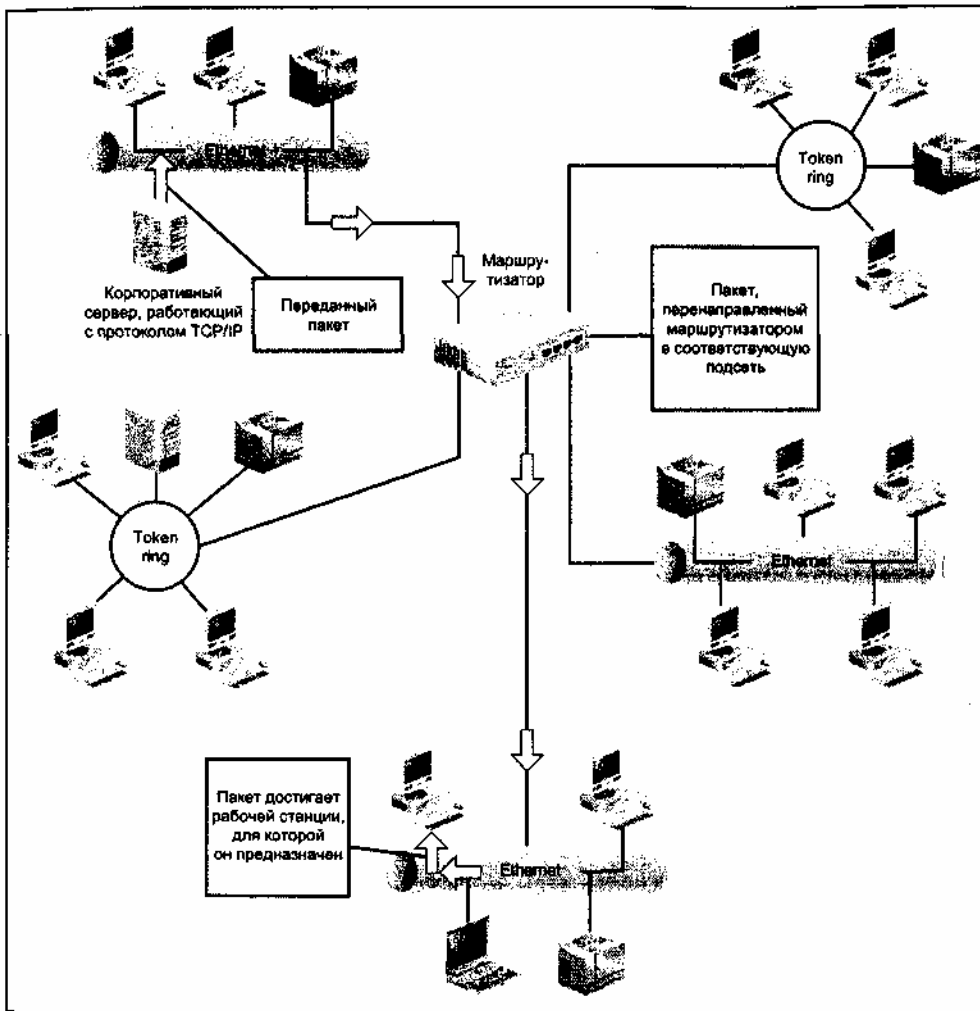 Ethernet
Корпоративный
сервер, работающий
с протоколом TCP/IP
Переданный
пакет
Маршру-
тизатор
Token
ring
Пакет,
перенаправленный
маршрутизатором
в соответствующую
подсеть
Token
ring
Ethernet
Пакет достигает
рабочей станции,
для которой
он предназначен
Ethernet